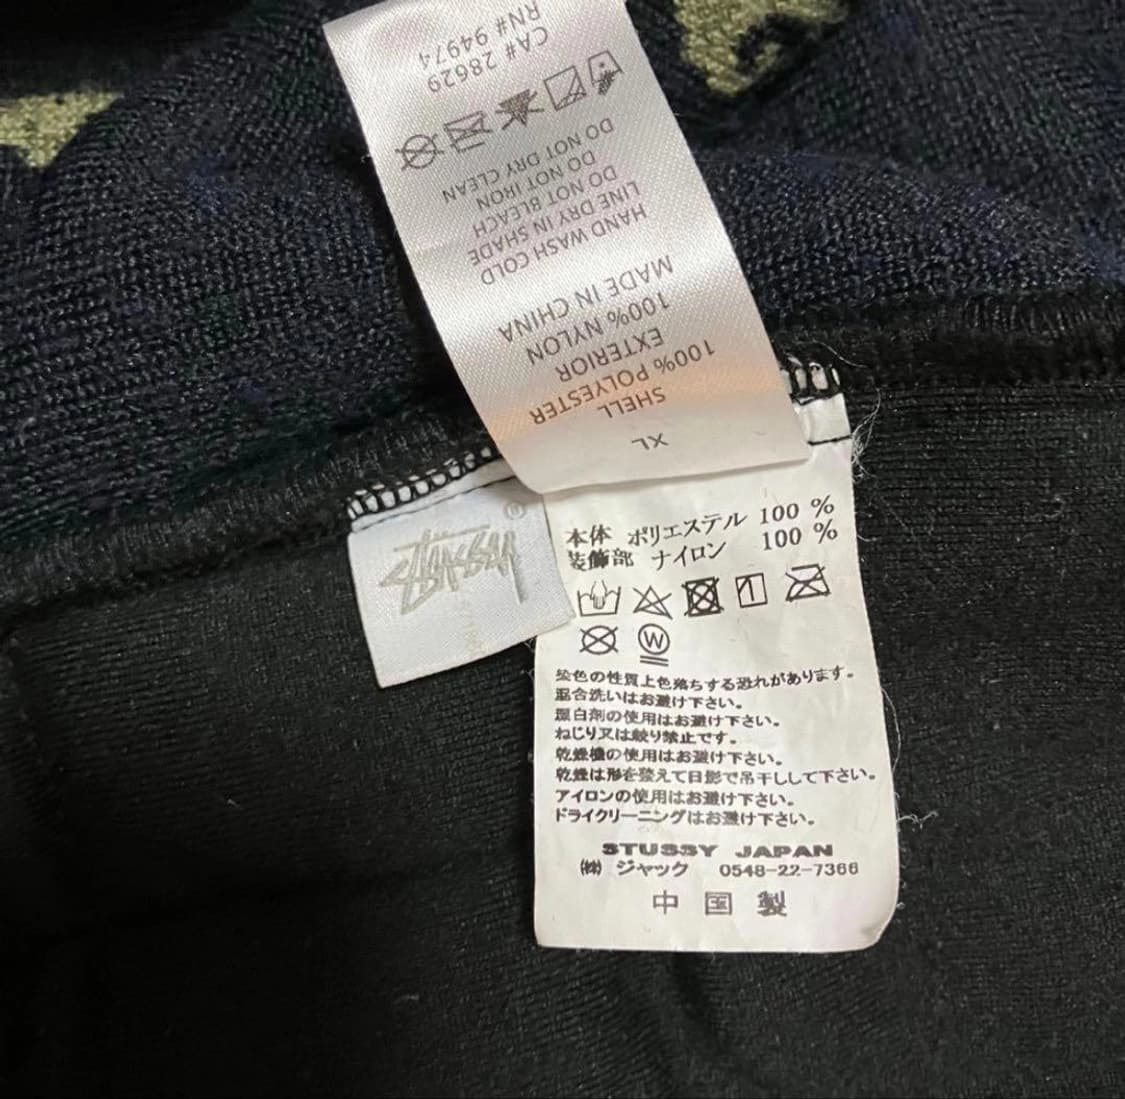 XL
SHELL
100% POLYESTER
EXTERIOR
100% NYLON
MADE IN CHINA
HAND WASH COLD
LINE DRY IN SHADE
DO NOT BLEACH
DO NOT IRON
DO NOT DRY CLEAN
CA# 28629
RN# 94974
STÜSSY ®
本体 ポリエステル 100 %
装飾部 ナイロン 100 %
W
染色の性質上色落ちする恐れがあります。
混合洗いはお避け下さい。
漂白剤の使用はお避け下さい。
ねじり又は絞り禁止です。
乾燥機の使用はお避け下さい。
乾燥は形を整えて日影で吊干しして下さい。
アイロンの使用はお避け下さい。
ドライクリーニングはお避け下さい。
STUSSY JAPAN
㈱ ジャック 0548-22-7366
中国製